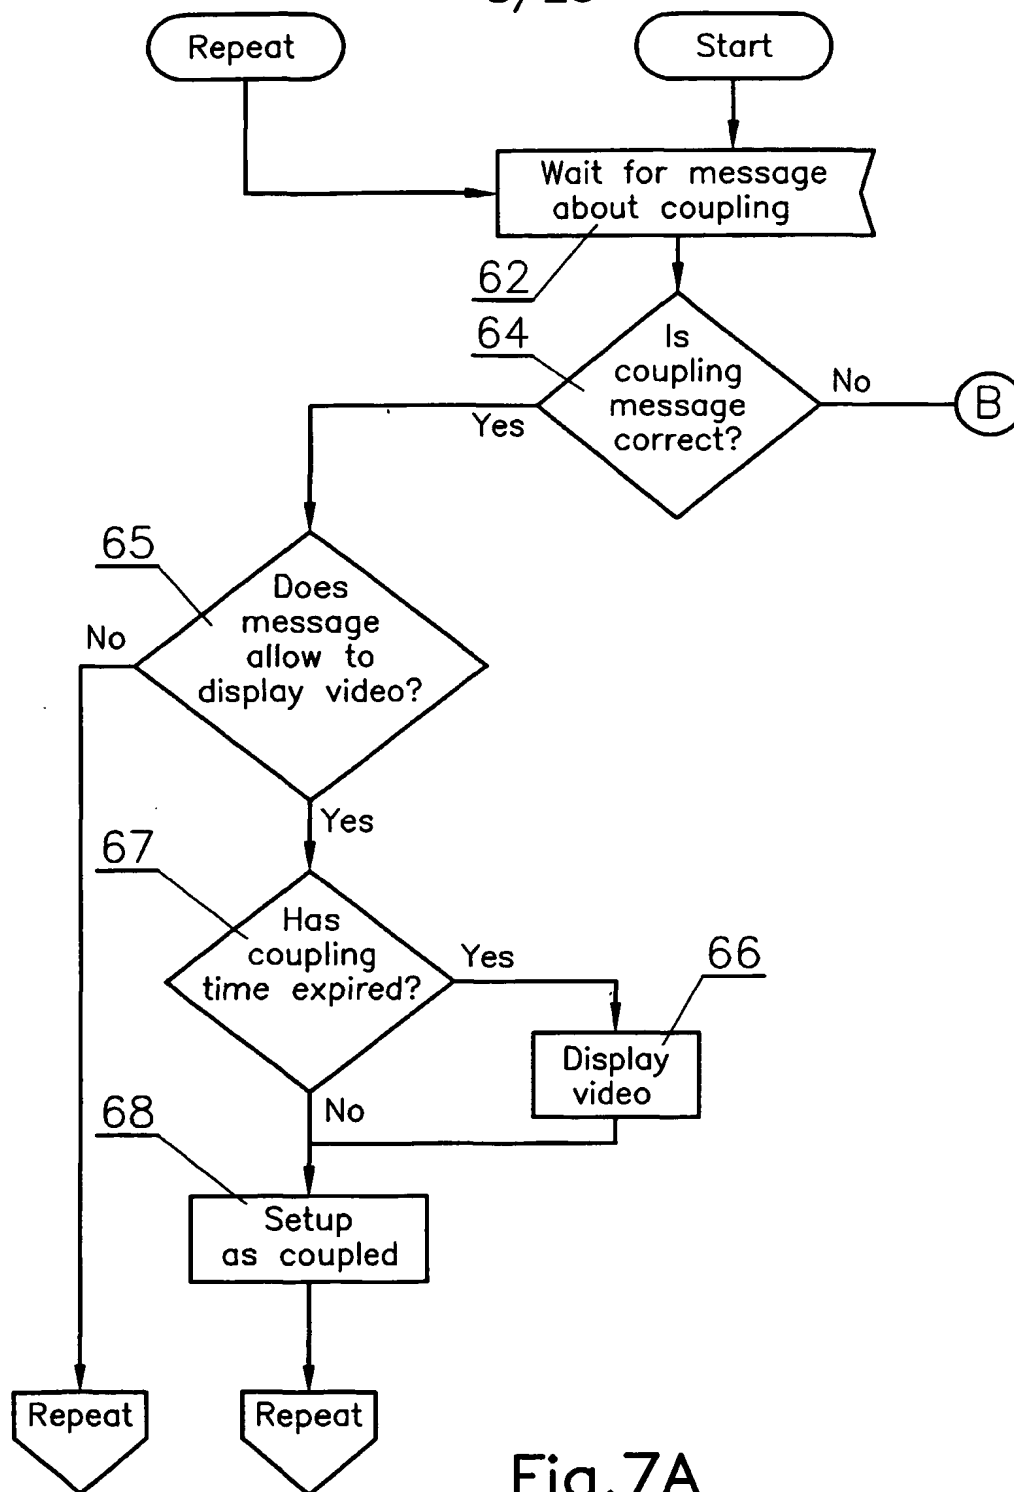 Repeat
Start
Wait for message
about coupling
62
64
Is
coupling
message
correct?
No
B
Yes
65
Does
message
allow to
display video?
No
Yes
67
Has
coupling
time expired?
Yes
66
Display
video
No
68
Setup
as coupled
Repeat
Repeat
Fig.7A